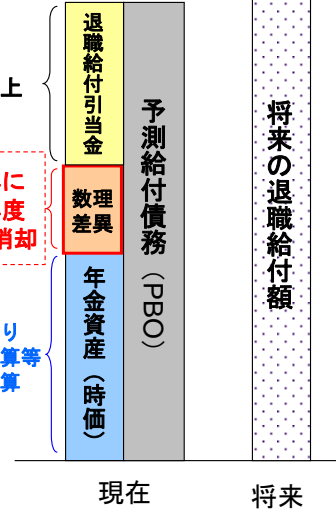 上
に
度
消却
り
算等
算
退職給付引当金
数理
差異
年金資産（時価）
予測給付債務（PBO）
将来の退職給付額
現在
将来